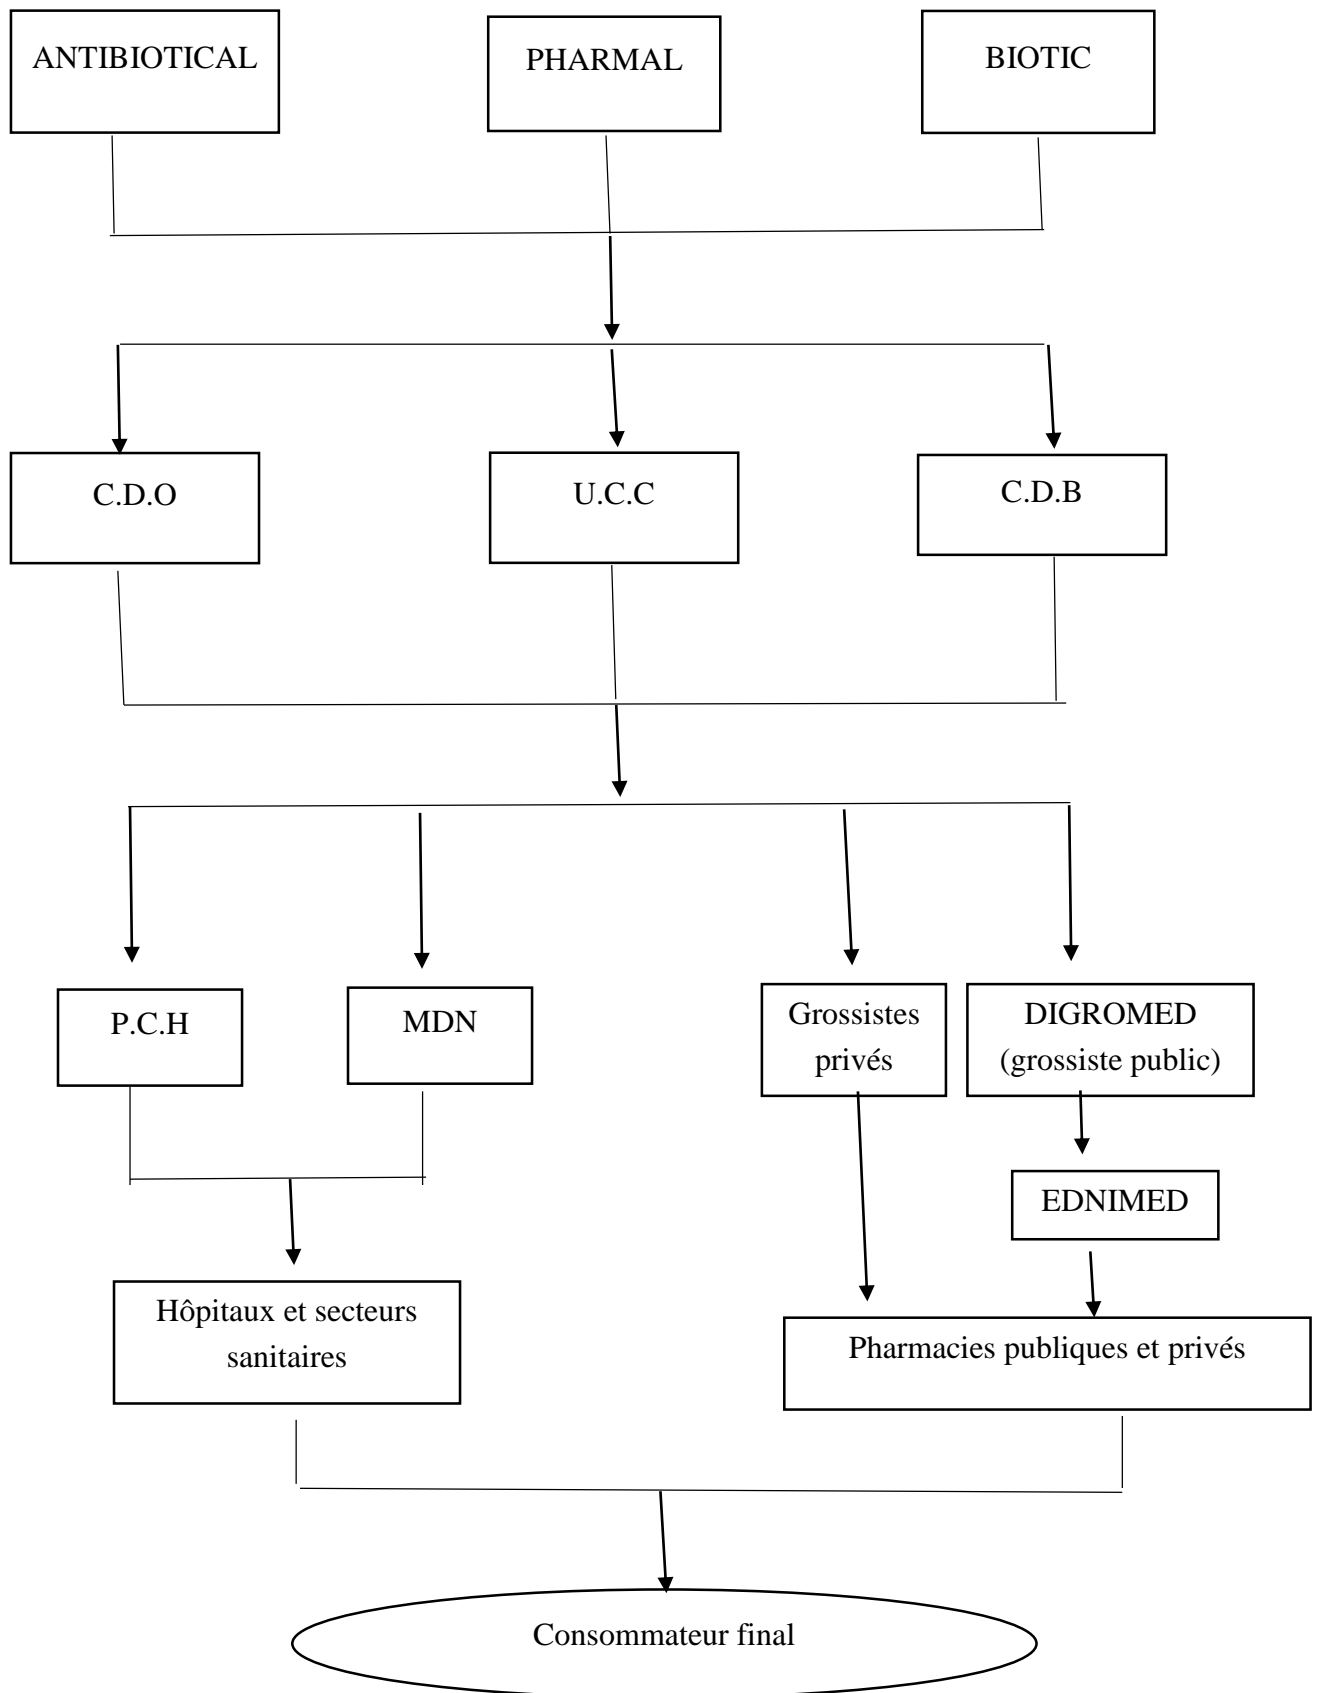 ANTIBIOTICAL
PHARMAL
BIOTIC
C.D.O
U.C.C
C.D.B
P.C.H
MDN
Grossistes
privés
DIGROMED
(grossiste public)
EDNIMED
Hôpitaux et secteurs
sanitaires
Pharmacies publiques et privés
Consommateur final